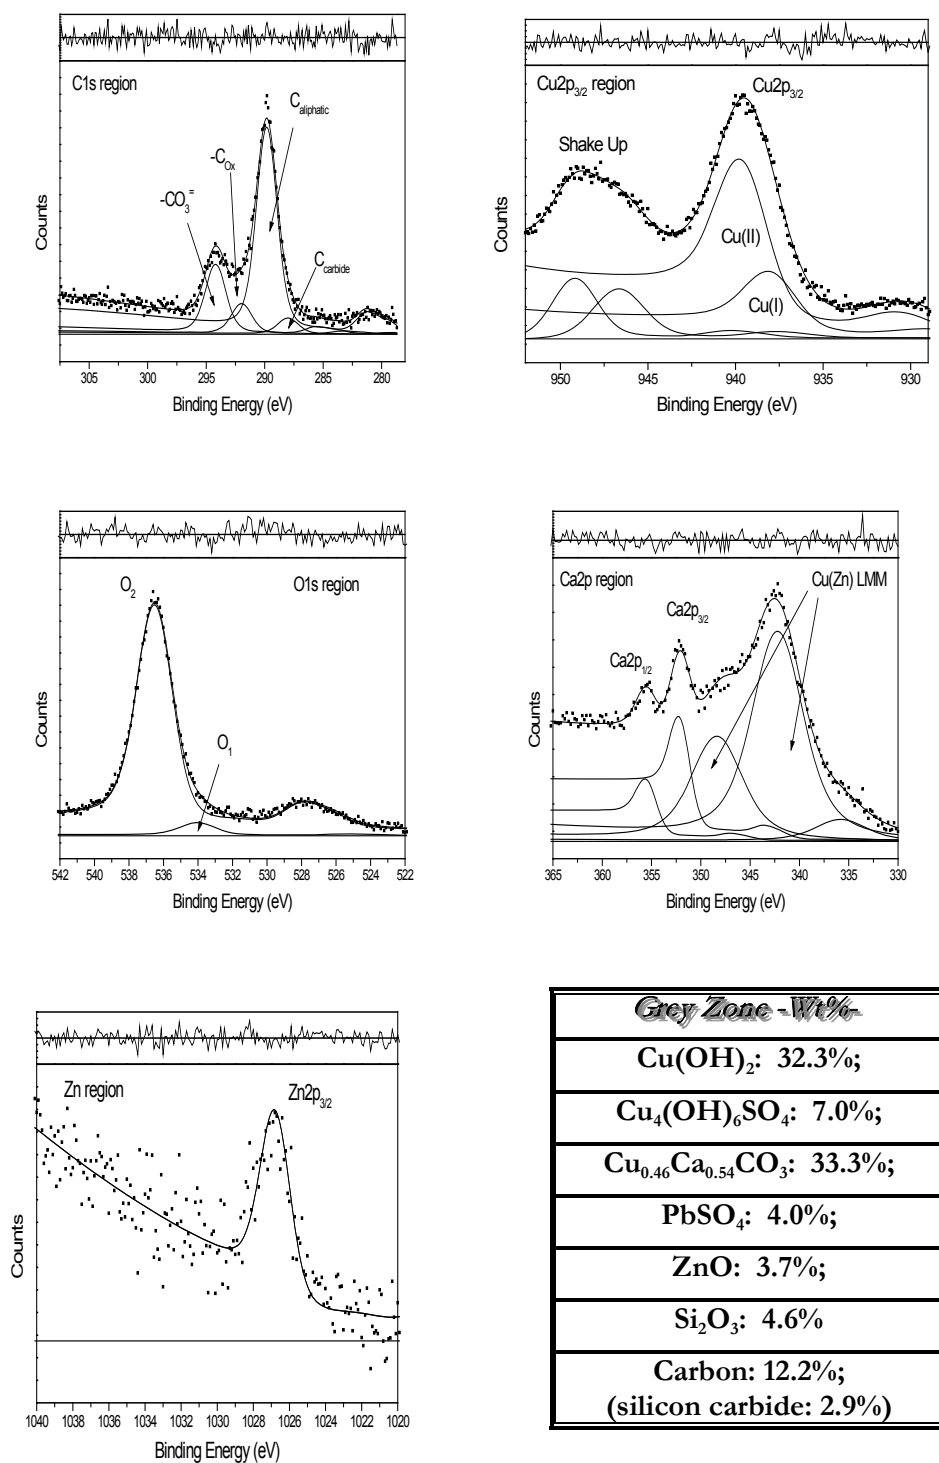 C1s region
C_aliphatic
-C_Ox
-CO3=
C_carbide
Counts
305 300 295 290 285 280
Binding Energy (eV)
Cu2p3/2 region
Cu2p3/2
Shake Up
Cu(II)
Cu(I)
Counts
950 945 940 935 930
Binding Energy (eV)
O2
O1s region
O1
Counts
542 540 538 536 534 532 530 528 526 524 522
Binding Energy (eV)
Ca2p region
Cu(Zn) LMM
Ca2p3/2
Ca2p1/2
Counts
365 360 355 350 345 340 335 330
Binding Energy (eV)
Zn region
Zn2p3/2
Counts
1040 1038 1036 1034 1032 1030 1028 1026 1024 1022 1020
Binding Energy (eV)
Grey Zone -Wt%-
Cu(OH)2: 32.3%;
Cu4(OH)6SO4: 7.0%;
Cu0.46Ca0.54CO3: 33.3%;
PbSO4: 4.0%;
ZnO: 3.7%;
Si2O3: 4.6%
Carbon: 12.2%;
(silicon carbide: 2.9%)